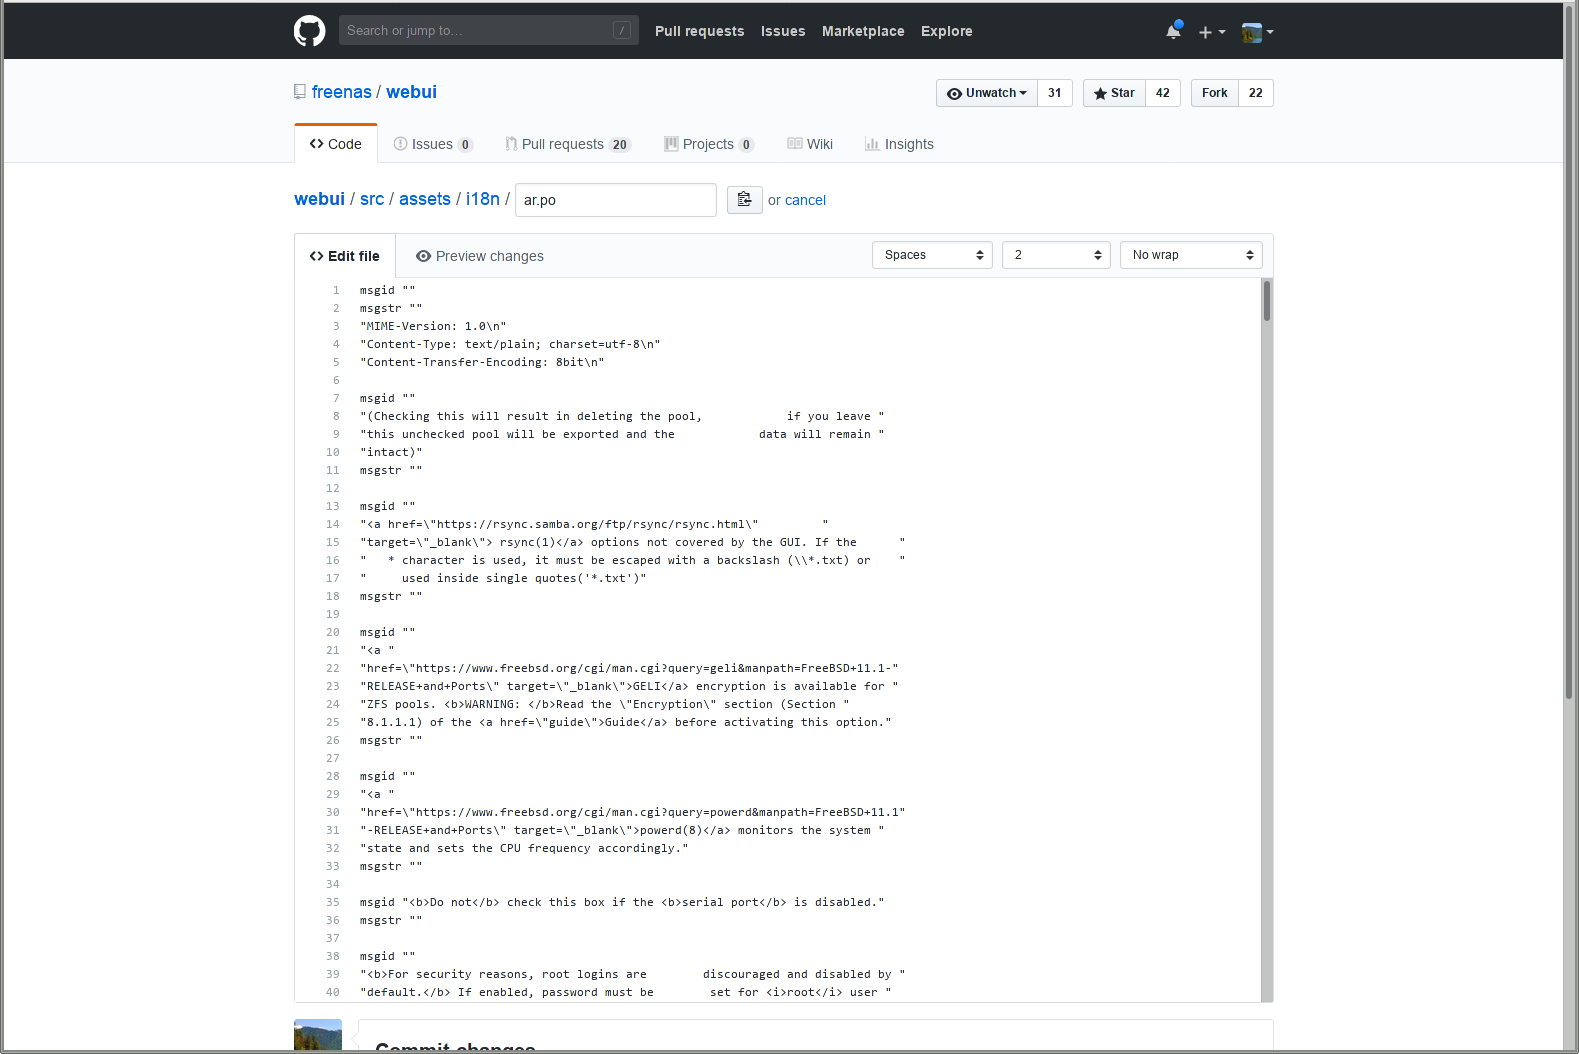 Search or jump to… /
Pull requests Issues Marketplace Explore
freenas / webui
Unwatch 31 Star 42 Fork 22
Code Issues 0 Pull requests 20 Projects 0 Wiki Insights
webui / src / assets / i18n / ar.po or cancel
Edit file Preview changes Spaces 2 No wrap
1 msgid ""
2 msgstr ""
3 "MIME-Version: 1.0\n"
4 "Content-Type: text/plain; charset=utf-8\n"
5 "Content-Transfer-Encoding: 8bit\n"
6
7 msgid ""
8 "(Checking this will result in deleting the pool,            if you leave "
9 "this unchecked pool will be exported and the            data will remain "
10 "intact)"
11 msgstr ""
12
13 msgid ""
14 "<a href=\"https://rsync.samba.org/ftp/rsync/rsync.html\"         "
15 "target=\"_blank\"> rsync(1)</a> options not covered by the GUI. If the      "
16 "   * character is used, it must be escaped with a backslash (\\*.txt) or    "
17 "     used inside single quotes('*.txt')"
18 msgstr ""
19
20 msgid ""
21 "<a "
22 "href=\"https://www.freebsd.org/cgi/man.cgi?query=geli&manpath=FreeBSD+11.1-"
23 "RELEASE+and+Ports\" target=\"_blank\">GELI</a> encryption is available for "
24 "ZFS pools. <b>WARNING: </b>Read the \"Encryption\" section (Section "
25 "8.1.1.1) of the <a href=\"guide\">Guide</a> before activating this option."
26 msgstr ""
27
28 msgid ""
29 "<a "
30 "href=\"https://www.freebsd.org/cgi/man.cgi?query=powerd&manpath=FreeBSD+11.1"
31 "-RELEASE+and+Ports\" target=\"_blank\">powerd(8)</a> monitors the system "
32 "state and sets the CPU frequency accordingly."
33 msgstr ""
34
35 msgid "<b>Do not</b> check this box if the <b>serial port</b> is disabled."
36 msgstr ""
37
38 msgid ""
39 "<b>For security reasons, root logins are        discouraged and disabled by "
40 "default.</b> If enabled, password must be        set for <i>root</i> user "
Commit changes